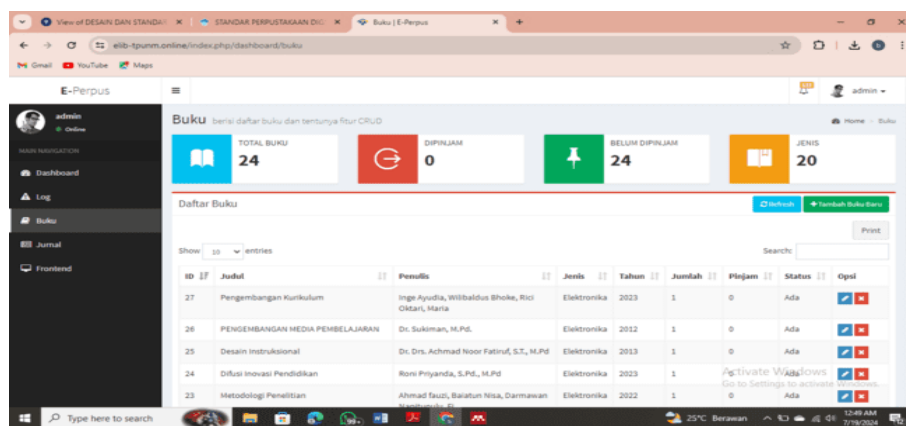 View of DESAIN DAN STANDA
STANDAR PERPUSTAKAAN DIG
Buku | E-Perpus
elib-tpunm.online/index.php/dashboard/buku
Gmail YouTube Maps
E-Perpus
admin
admin
Online
Buku berisi daftar buku dan tentunya fitur CRUD
Home > Buku
MAIN NAVIGATION
Dashboard
Log
Buku
Jurnal
Frontend
TOTAL BUKU
24
DIPINJAM
0
BELUM DIPINJAM
24
JENIS
20
Daftar Buku
Refresh
+Tambah Buku Baru
Print
Show 10 entries
Search:
ID Judul Penulis Jenis Tahun Jumlah Pinjam Status Opsi
27 Pengembangan Kurikulum Inge Ayudia, Wilibaldus Bhoke, Rici Oktari, Maria Elektronika 2023 1 0 Ada
26 PENGEMBANGAN MEDIA PEMBELAJARAN Dr. Sukiman, M.Pd. Elektronika 2012 1 0 Ada
25 Desain Instruksional Dr. Drs. Achmad Noor Fatirul, S.T., M.Pd Elektronika 2013 1 0 Ada
24 Difusi Inovasi Pendidikan Roni Priyanda, S.Pd., M.Pd Elektronika 2023 1 0 Ada
23 Metodologi Penelitian Ahmad fauzi, Baiatun Nisa, Darmawan Elektronika 2022 1 0 Ada
Activate Windows
Go to Settings to activate Windows.
Type here to search
99+
25°C Berawan
12:49 AM
7/19/2024